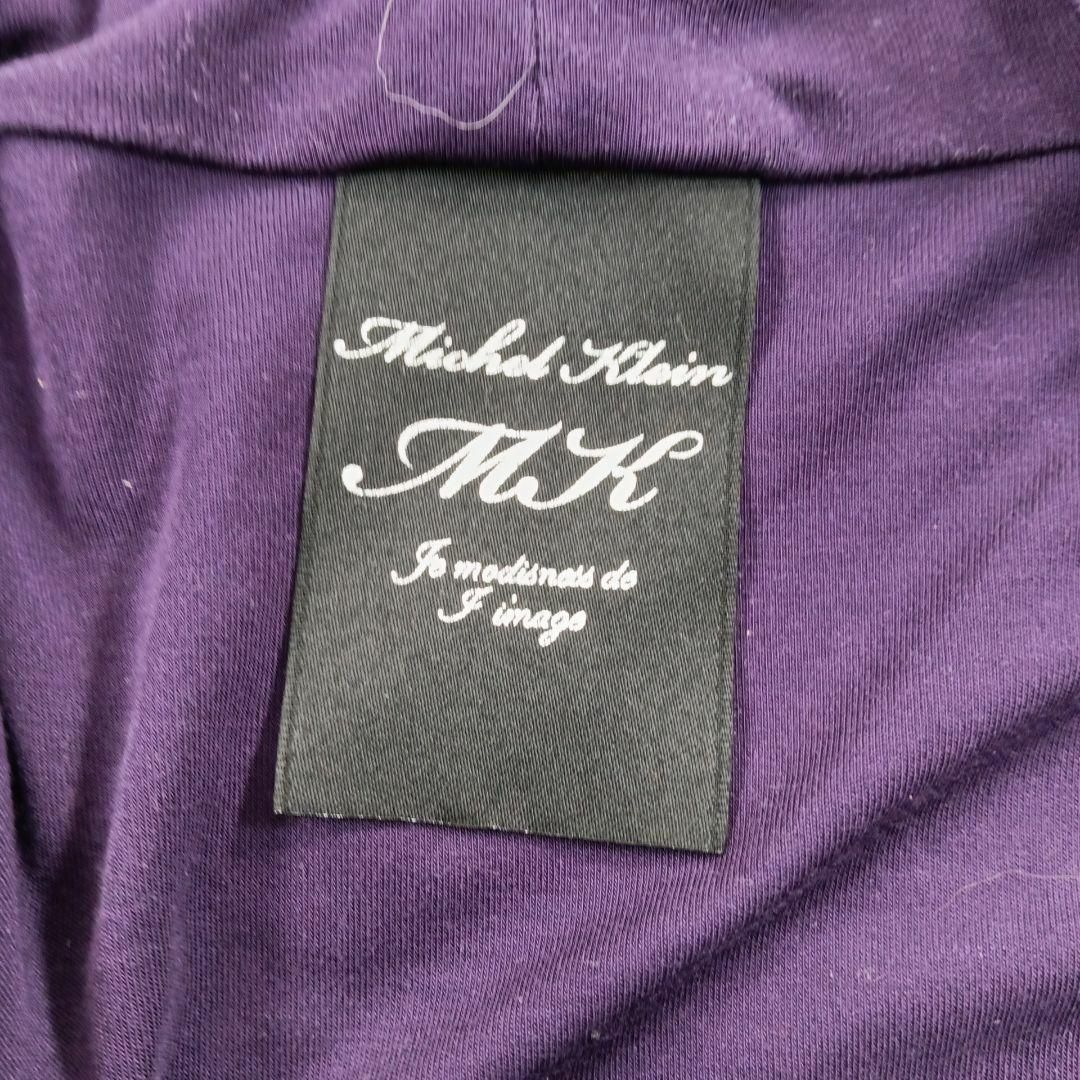 Michel Klein
MK
Je modisness de
I' image